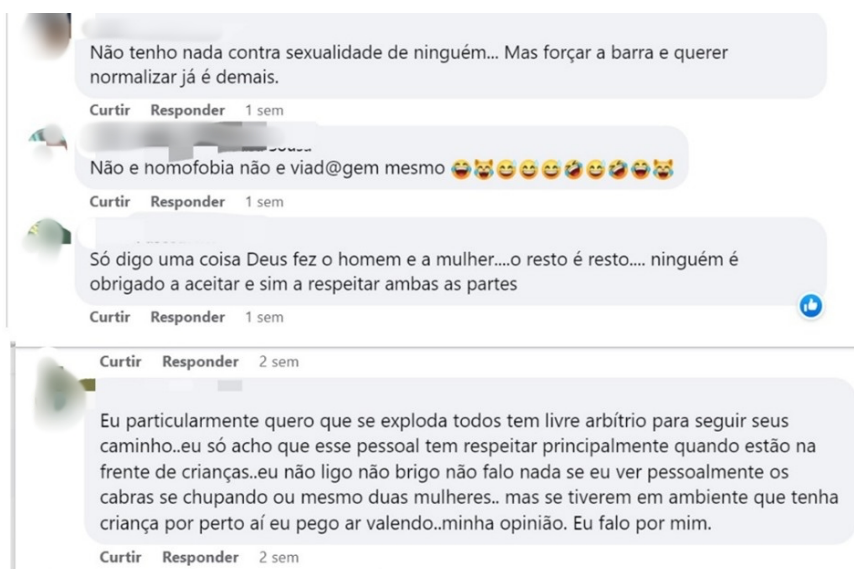 Não tenho nada contra sexualidade de ninguém... Mas forçar a barra e querer
normalizar já é demais.
Curtir Responder 1 sem
Não e homofobia não e viad@gem mesmo 😂😹😅😅😅🤣😅🤣😂😹
Curtir Responder 1 sem
Só digo uma coisa Deus fez o homem e a mulher....o resto é resto.... ninguém é
obrigado a aceitar e sim a respeitar ambas as partes
Curtir Responder 1 sem
Curtir Responder 2 sem
Eu particularmente quero que se exploda todos tem livre arbítrio para seguir seus
caminho..eu só acho que esse pessoal tem respeitar principalmente quando estão na
frente de crianças..eu não ligo não brigo não falo nada se eu ver pessoalmente os
cabras se chupando ou mesmo duas mulheres.. mas se tiverem em ambiente que tenha
criança por perto aí eu pego ar valendo..minha opinião. Eu falo por mim.
Curtir Responder 2 sem